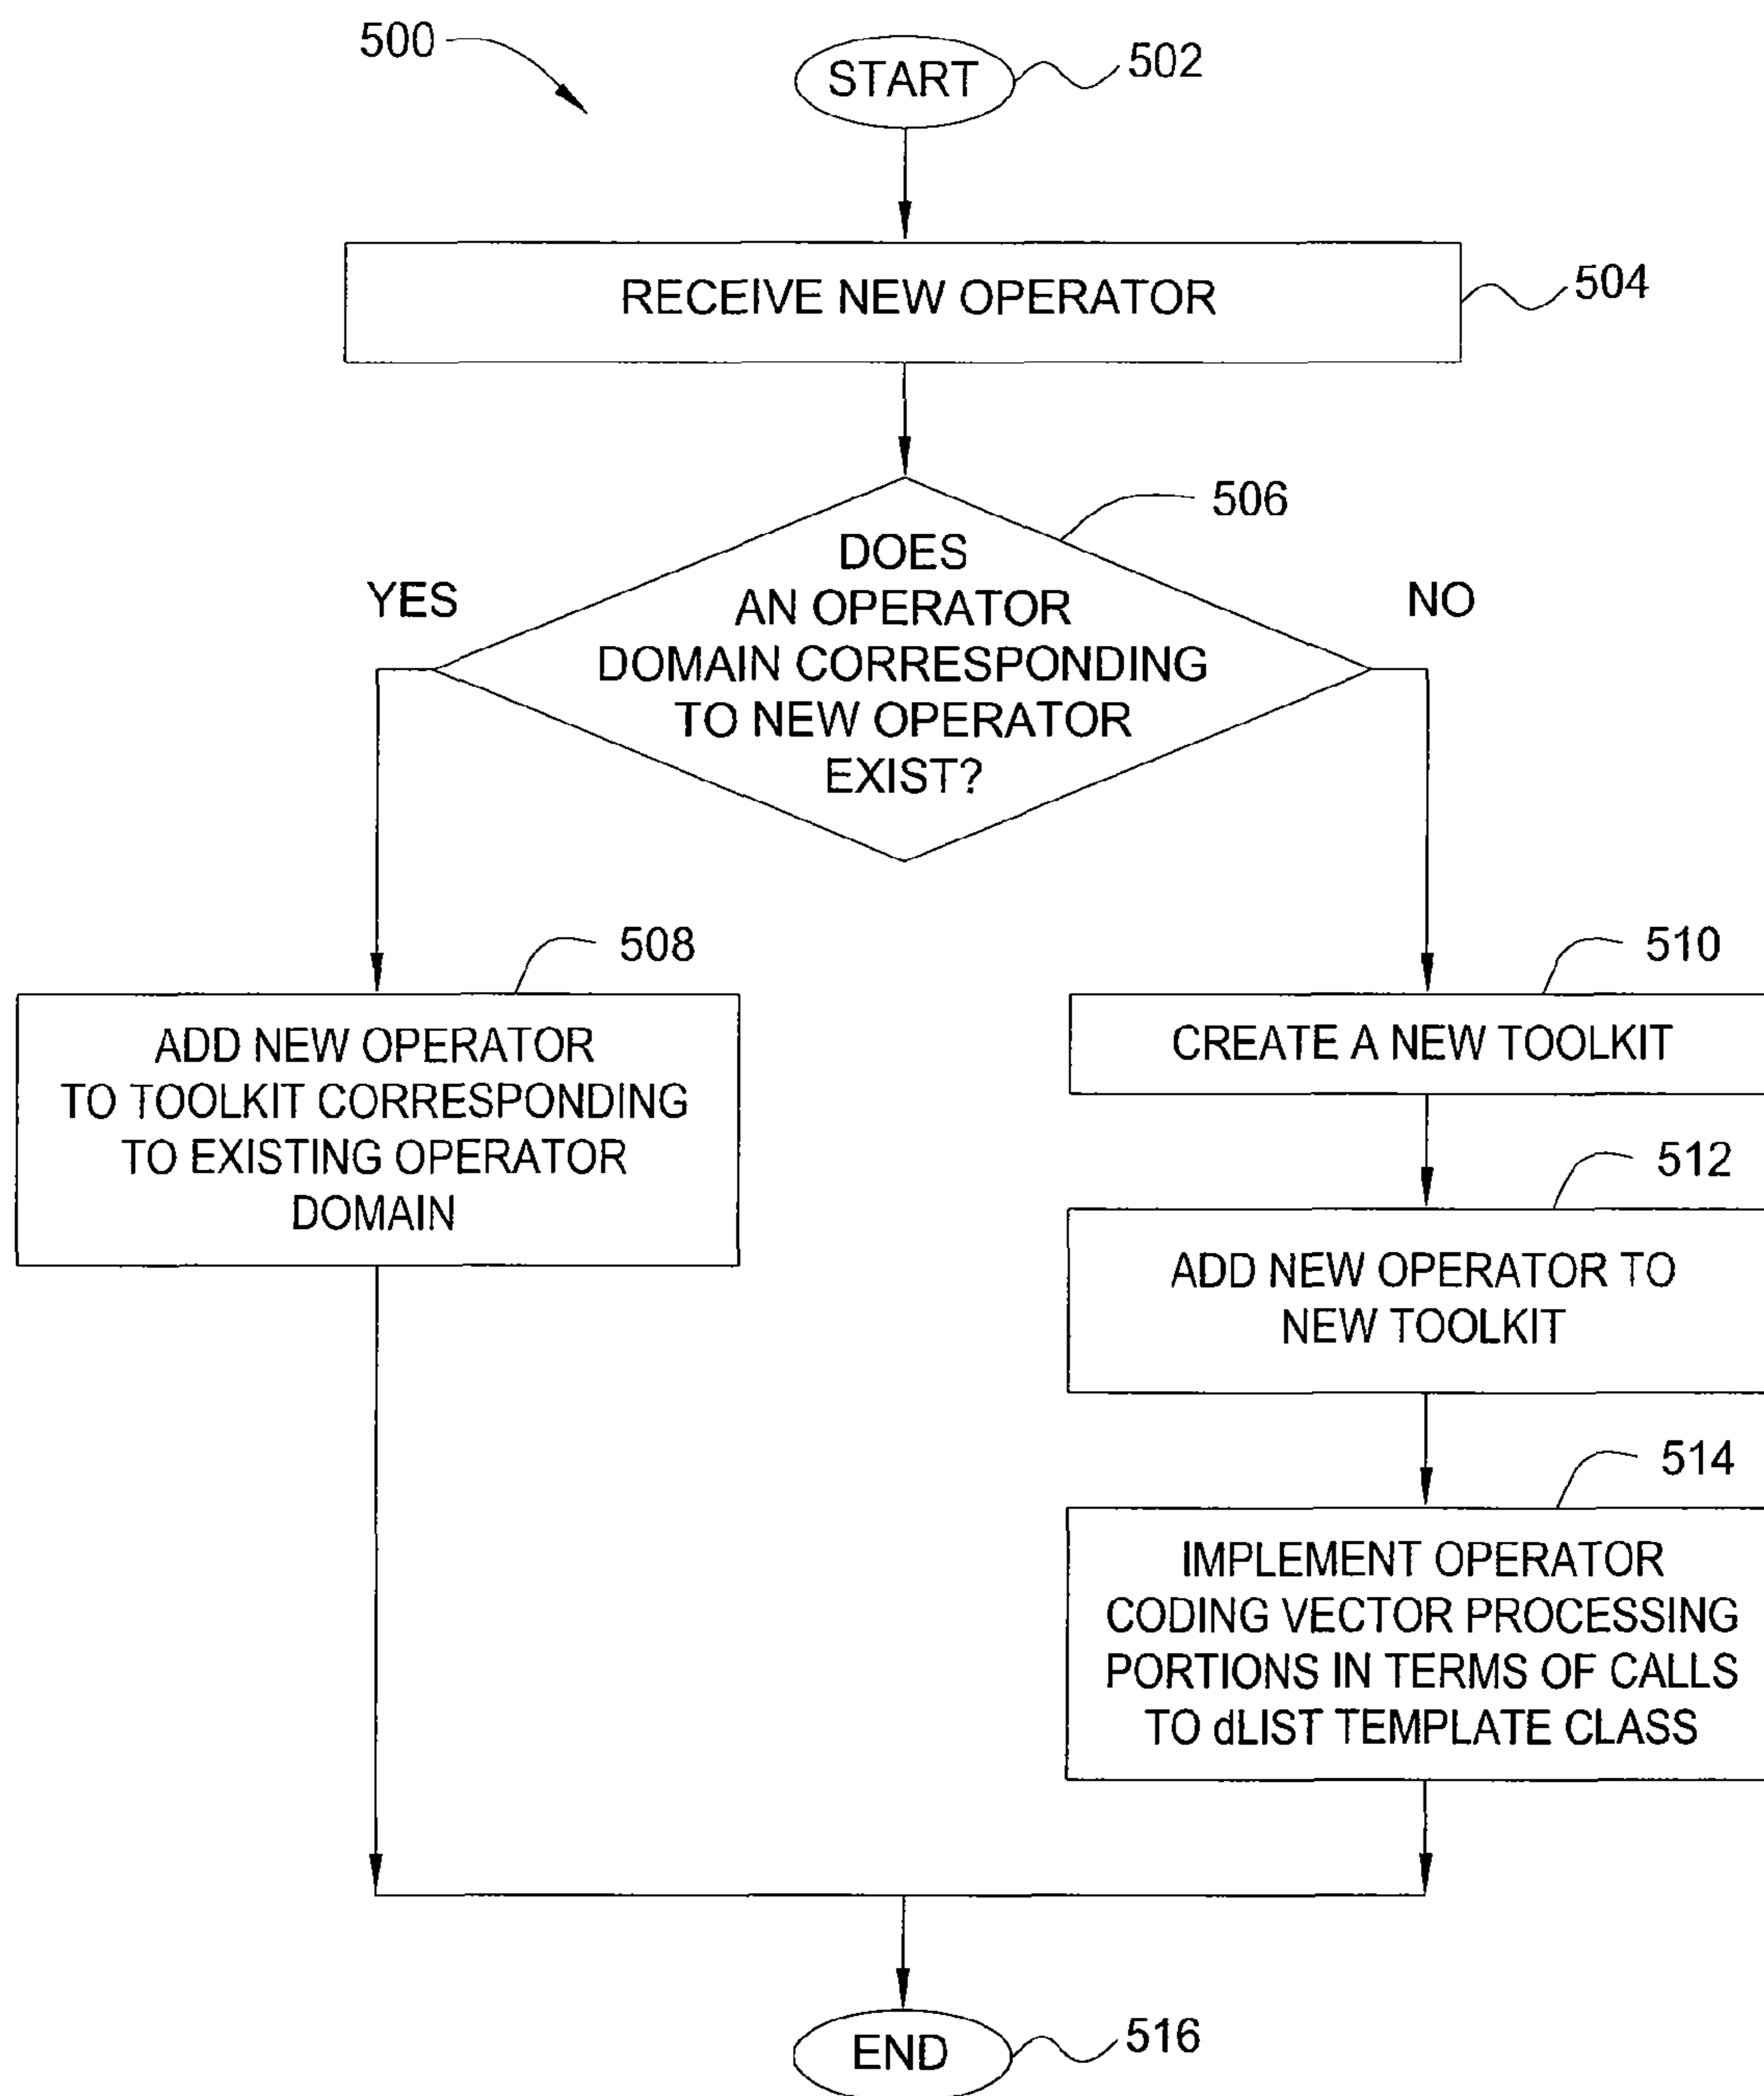 500
START
502
RECEIVE NEW OPERATOR
504
506
DOES
AN OPERATOR
DOMAIN CORRESPONDING
TO NEW OPERATOR
EXIST?
YES
NO
508
ADD NEW OPERATOR
TO TOOLKIT CORRESPONDING
TO EXISTING OPERATOR
DOMAIN
510
CREATE A NEW TOOLKIT
512
ADD NEW OPERATOR TO
NEW TOOLKIT
514
IMPLEMENT OPERATOR
CODING VECTOR PROCESSING
PORTIONS IN TERMS OF CALLS
TO dLIST TEMPLATE CLASS
END
516